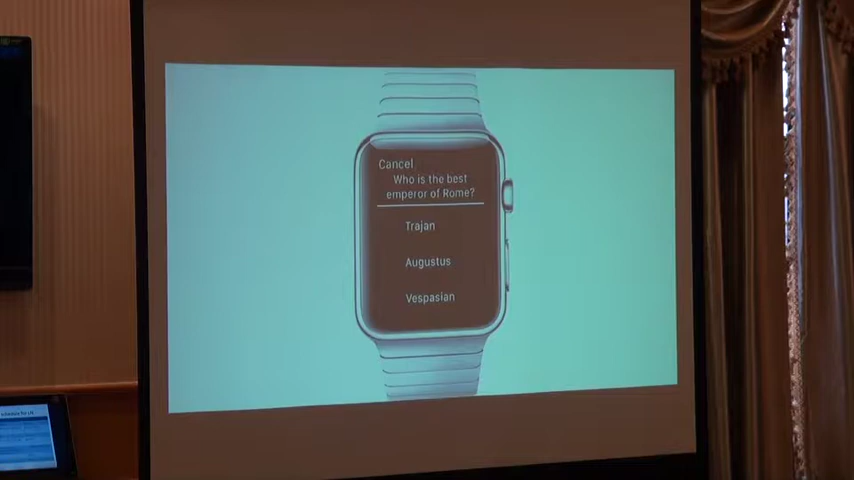 Cancel
Who is the best
emperor of Rome?
Trajan
Augustus
Vespasian